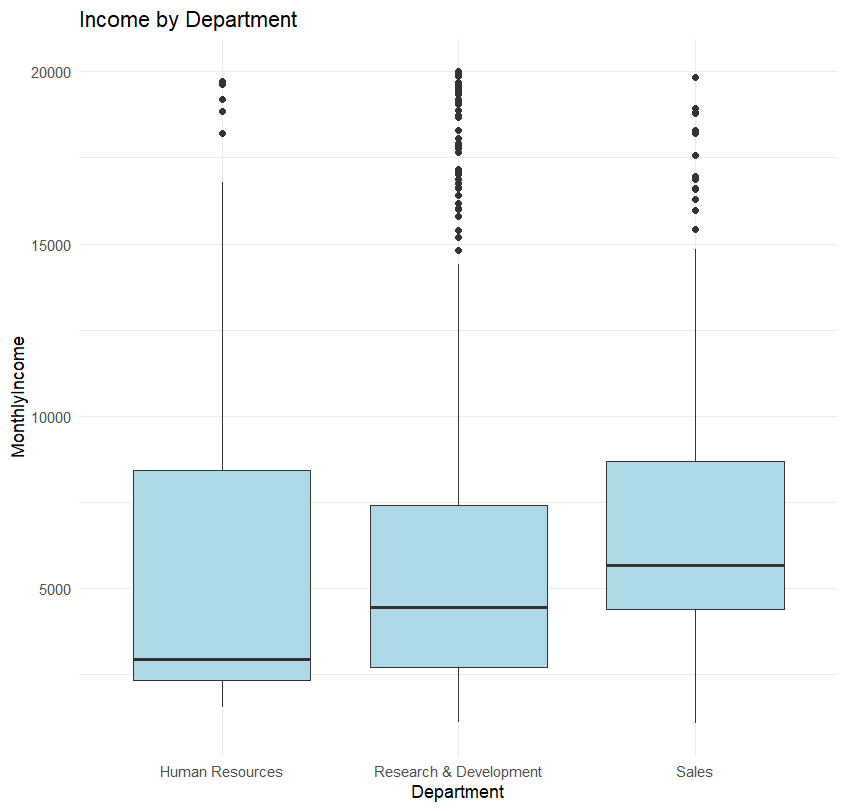 Income by Department
MonthlyIncome
20000
15000
10000
5000
Human Resources
Research & Development
Sales
Department